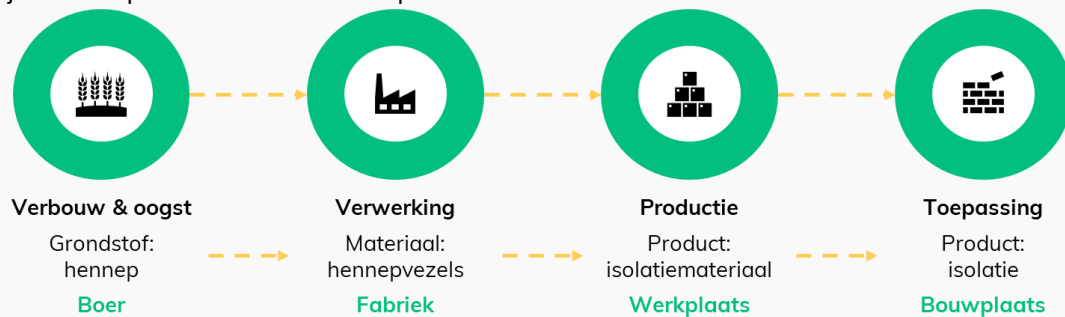 Verbouw & oogst
Grondstof:
hennep
Boer
Verwerking
Materiaal:
hennepvezels
Fabriek
Productie
Product:
isolatiemateriaal
Werkplaats
Toepassing
Product:
isolatie
Bouwplaats